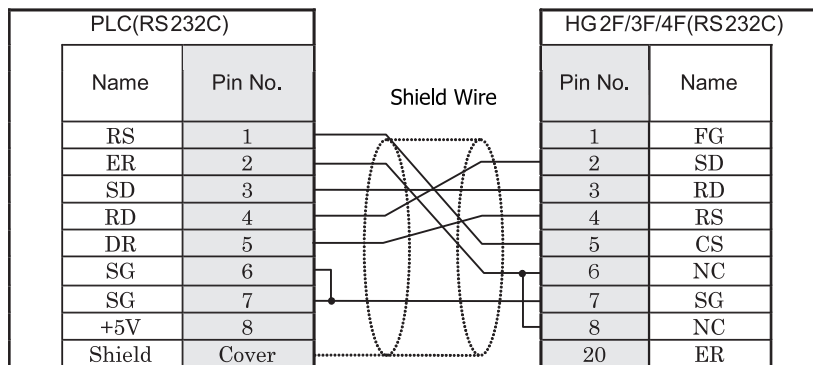 PLC(RS232C) HG2F/3F/4F(RS232C)
Name Pin No. Shield Wire Pin No. Name
RS 1 1 FG
ER 2 2 SD
SD 3 3 RD
RD 4 4 RS
DR 5 5 CS
SG 6 6 NC
SG 7 7 SG
+5V 8 8 NC
Shield Cover 20 ER